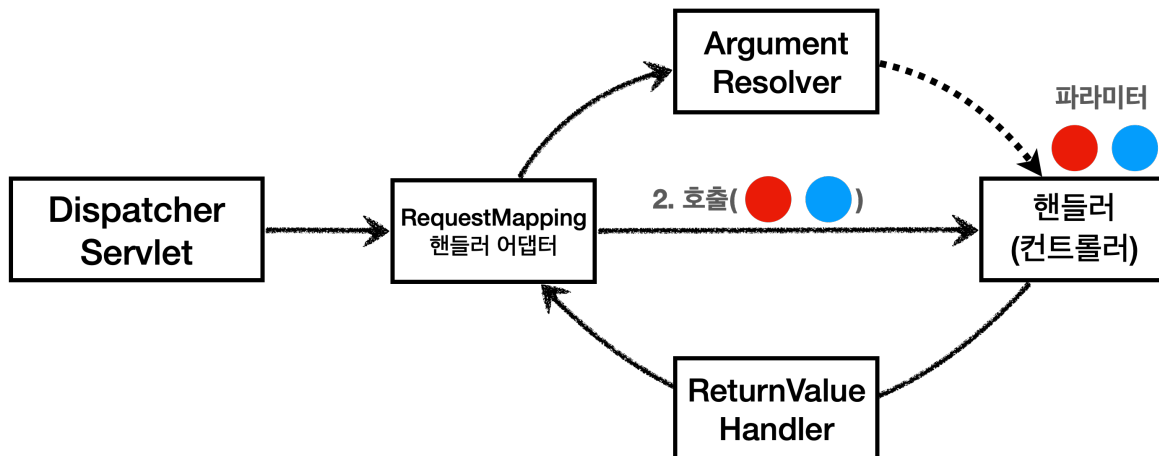 Argument
Resolver
파라미터
Dispatcher
Servlet
RequestMapping
핸들러 어댑터
2. 호출( )
핸들러
(컨트롤러)
ReturnValue
Handler